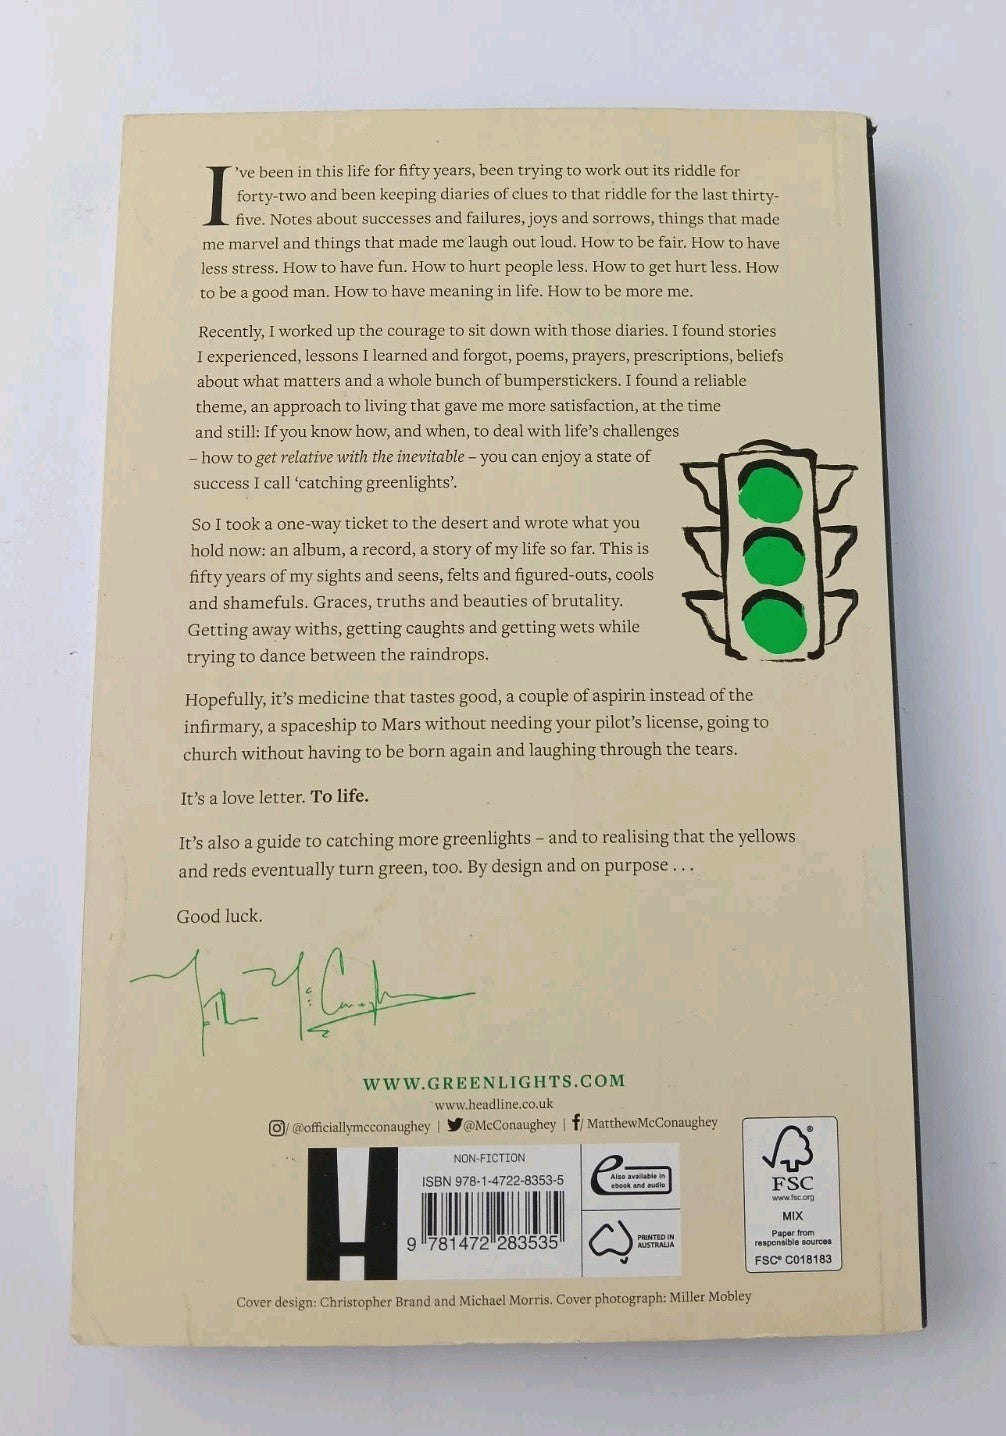 I've been in this life for fifty years, been trying to work out its riddle for
forty-two and been keeping diaries of clues to that riddle for the last thirty-
five. Notes about successes and failures, joys and sorrows, things that made
me marvel and things that made me laugh out loud. How to be fair. How to have
less stress. How to have fun. How to hurt people less. How to get hurt less. How
to be a good man. How to have meaning in life. How to be more me.
Recently, I worked up the courage to sit down with those diaries. I found stories
I experienced, lessons I learned and forgot, poems, prayers, prescriptions, beliefs
about what matters and a whole bunch of bumperstickers. I found a reliable
theme, an approach to living that gave me more satisfaction, at the time
and still: If you know how, and when, to deal with life's challenges
– how to get relative with the inevitable – you can enjoy a state of
success I call ‘catching greenlights’.
So I took a one-way ticket to the desert and wrote what you
hold now: an album, a record, a story of my life so far. This is
fifty years of my sights and seens, felts and figured-outs, cools
and shamefuls. Graces, truths and beauties of brutality.
Getting away withs, getting caughts and getting wets while
trying to dance between the raindrops.
Hopefully, it's medicine that tastes good, a couple of aspirin instead of the
infirmary, a spaceship to Mars without needing your pilot's license, going to
church without having to be born again and laughing through the tears.
It's a love letter. To life.
It's also a guide to catching more greenlights – and to realising that the yellows
and reds eventually turn green, too. By design and on purpose . . .
Good luck.
WWW.GREENLIGHTS.COM
www.headline.co.uk
/ @officiallymcconaughey | @McConaughey | / MatthewMcConaughey
H
NON-FICTION
ISBN 978-1-4722-8353-5
9 781472 283535
Also available in
ebook and audio
PRINTED IN
AUSTRALIA
FSC®
www.fsc.org
MIX
Paper from
responsible sources
FSC® C018183
Cover design: Christopher Brand and Michael Morris. Cover photograph: Miller Mobley